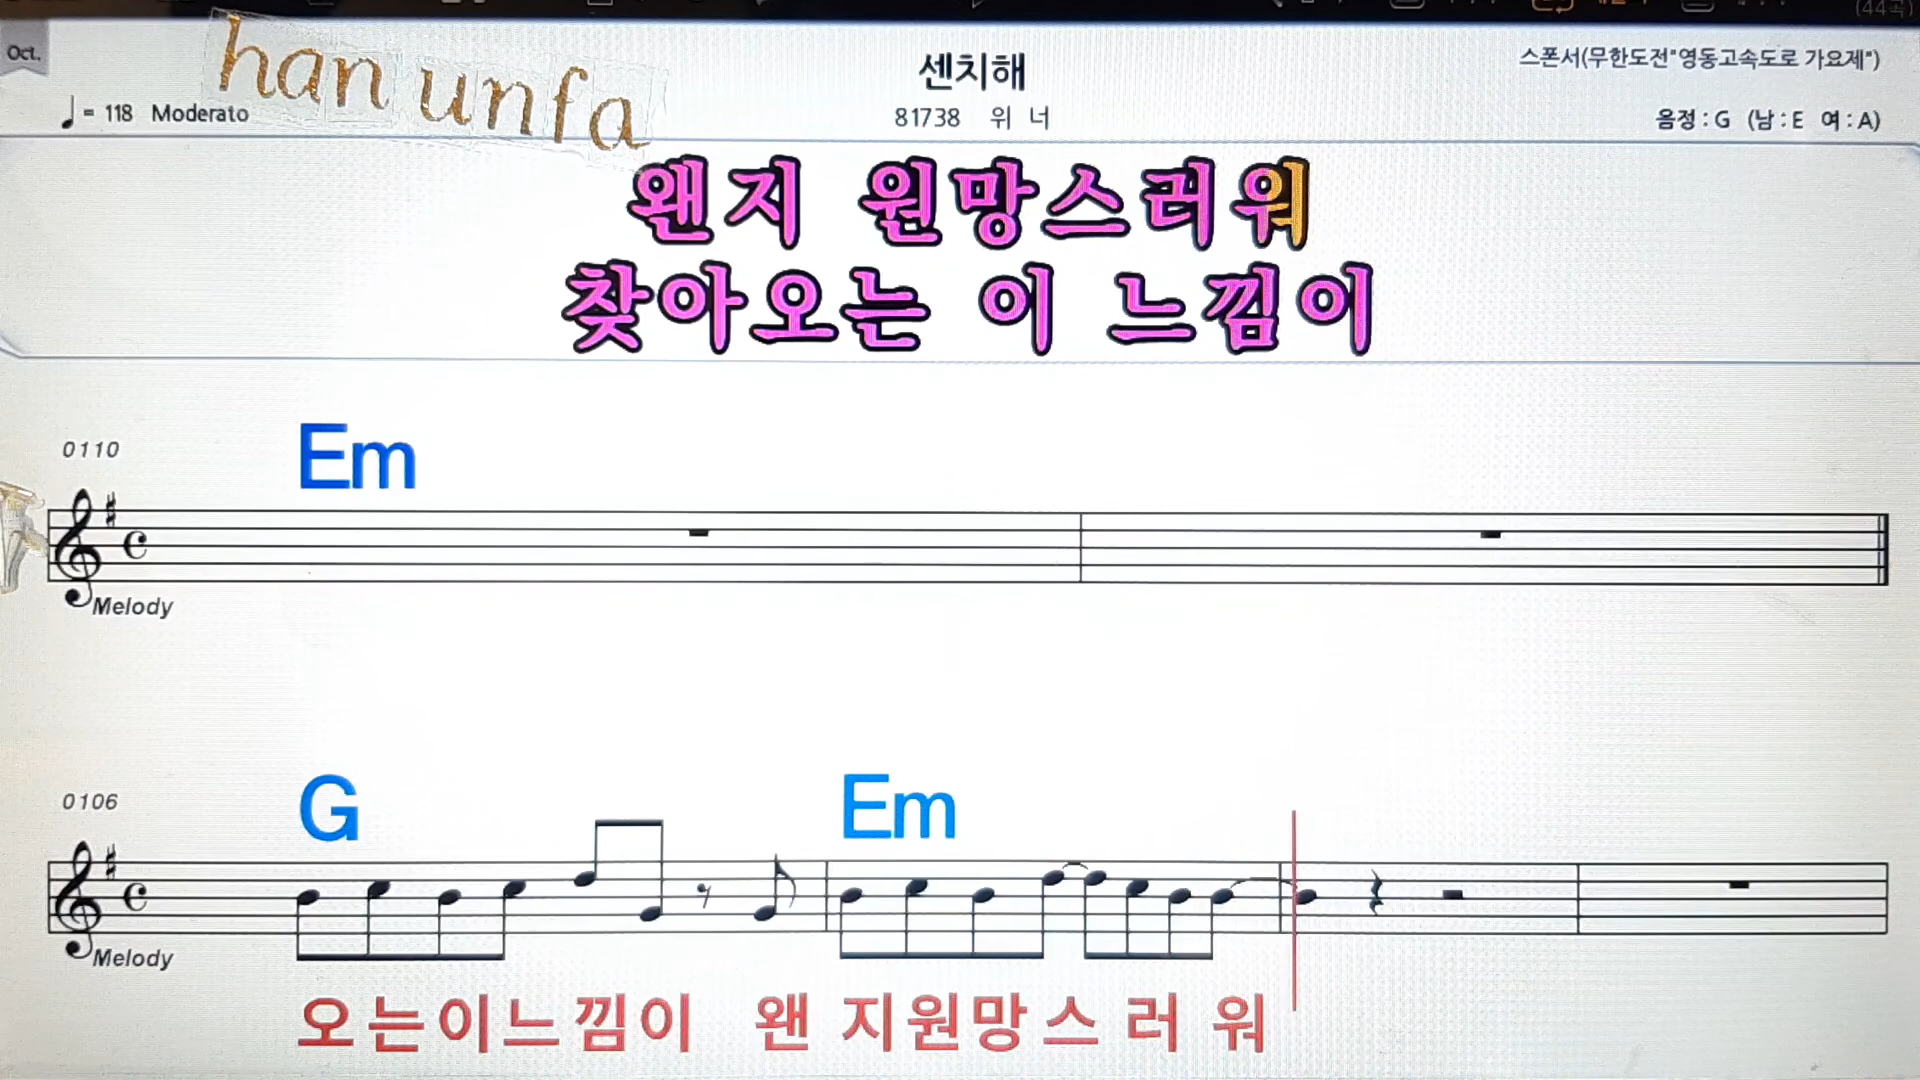 Oct.
han unfa
센치해
스폰서(무한도전"영동고속도로 가요제")
= 118 Moderato
81738 위 너
음정 : G (남 : E 여 : A)
왠지 원망스러워
찾아오는 이 느낌이
0110
Em
Melody
0106
G Em
Melody
오는이느낌이 왠 지원망스 러 워